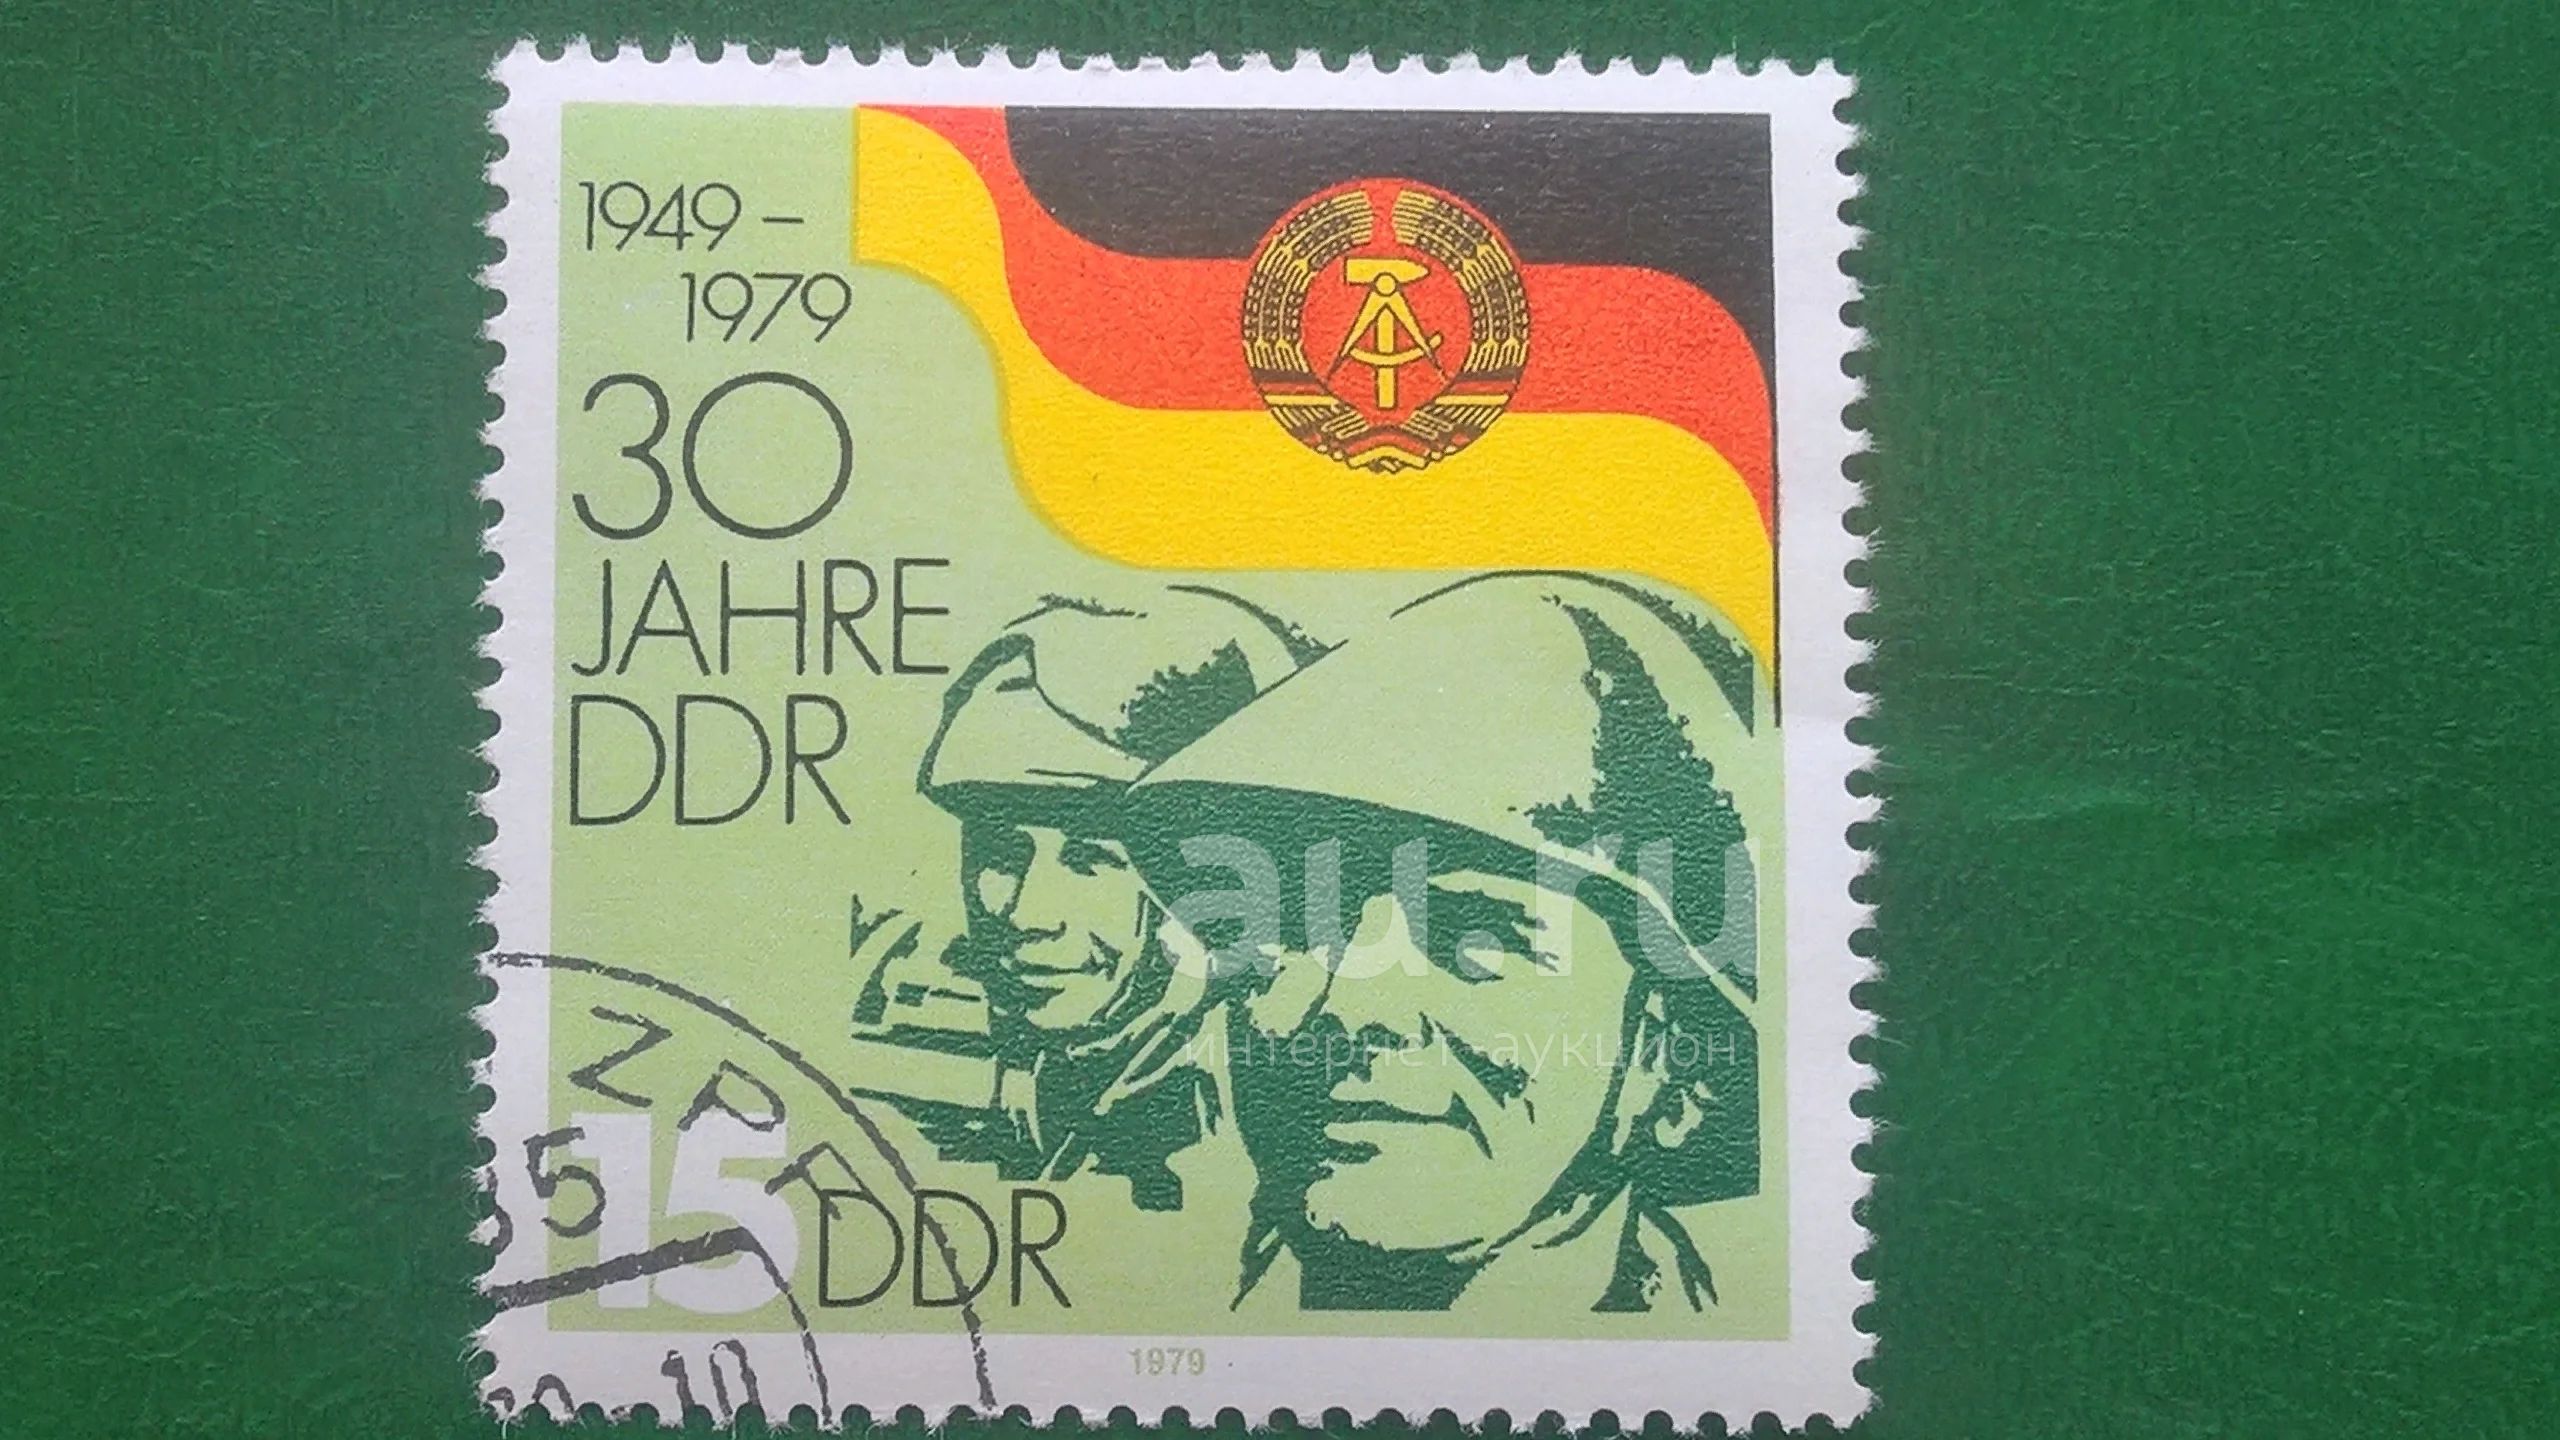 1949 –
1979
30
JAHRE
DDR
au.ru
интернет-аукцион
15 DDR
1979